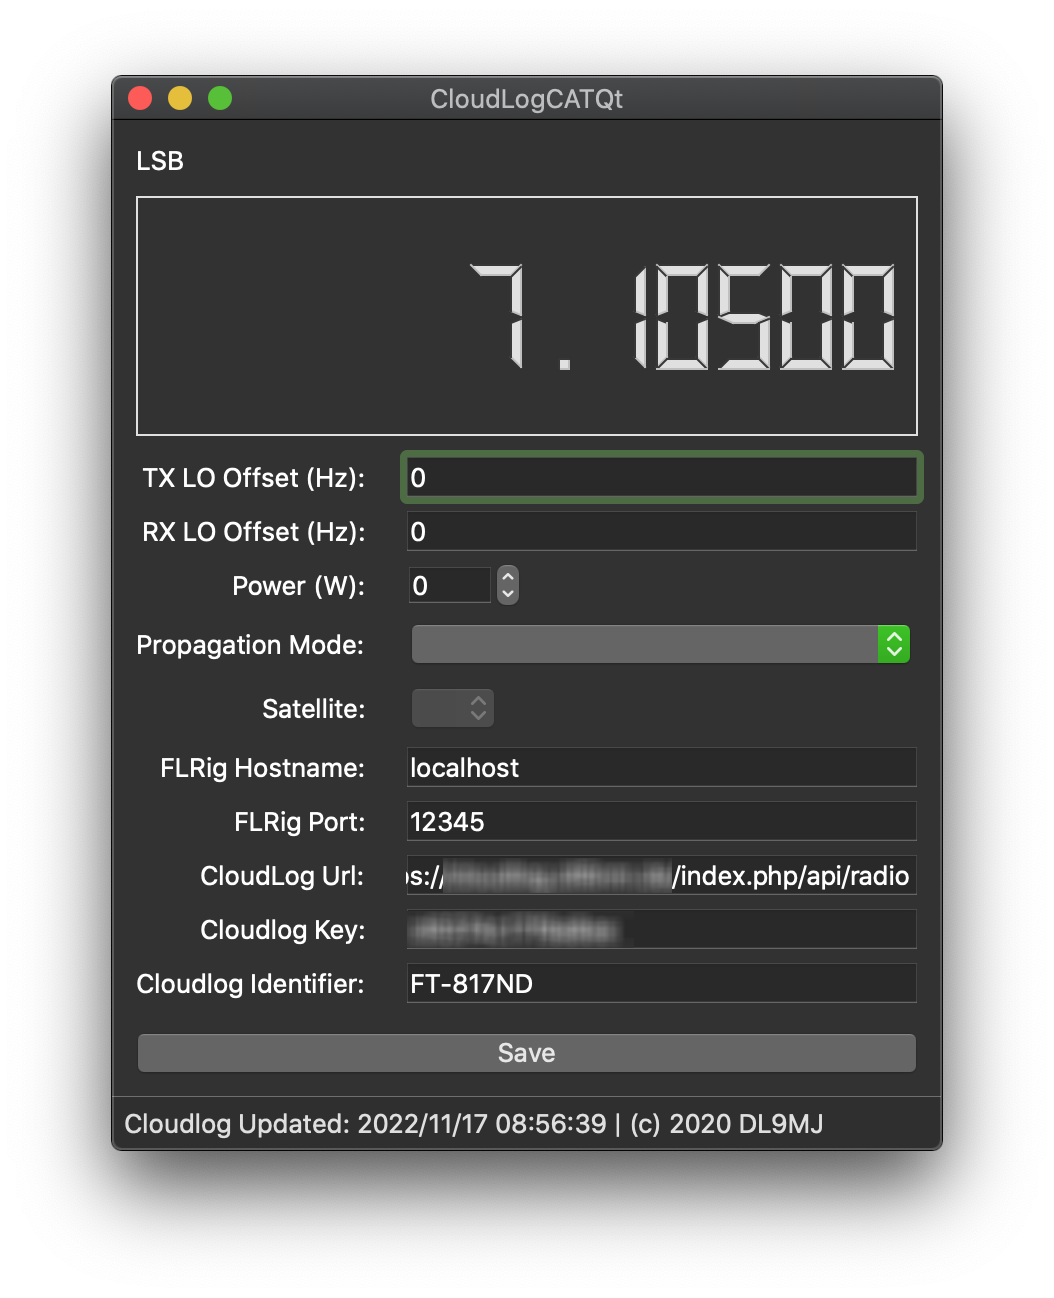 CloudLogCATQt
LSB
7.10500
TX LO Offset (Hz): 0
RX LO Offset (Hz): 0
Power (W): 0
Propagation Mode:
Satellite:
FLRig Hostname: localhost
FLRig Port: 12345
CloudLog Url: s:// /index.php/api/radio
Cloudlog Key:
Cloudlog Identifier: FT-817ND
Save
Cloudlog Updated: 2022/11/17 08:56:39 | (c) 2020 DL9MJ